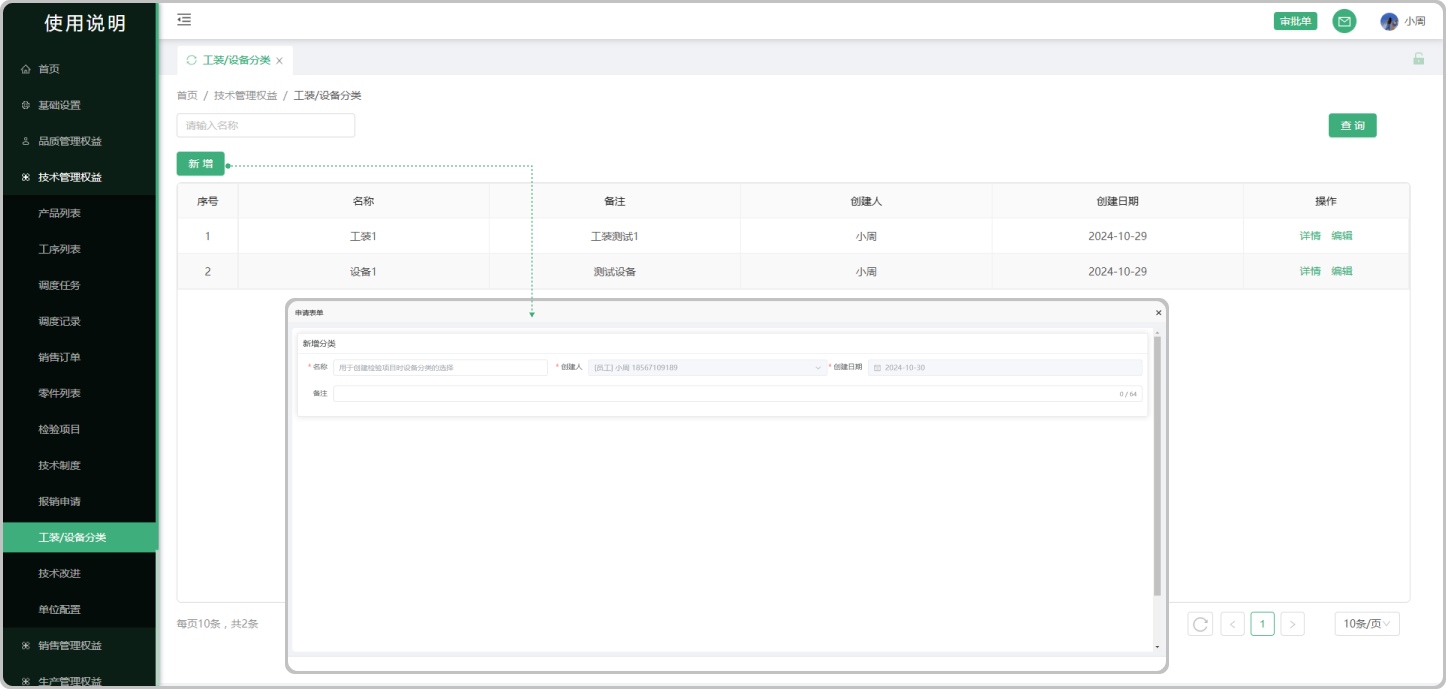 使用说明
首页
基础设置
品质管理权益
技术管理权益
产品列表
工序列表
调度任务
调度记录
销售订单
零件列表
检验项目
技术制度
报销申请
工装/设备分类
技术改进
单位配置
销售管理权益
生产管理权益
审批单 小周
工装/设备分类 x
首页 / 技术管理权益 / 工装/设备分类
请输入名称 查 询
新 增
序号 名称 备注 创建人 创建日期 操作
1 工装1 工装测试1 小周 2024-10-29 详情 编辑
2 设备1 测试设备 小周 2024-10-29 详情 编辑
申请表单 ×
新增分类
* 名称 用于创建检验项目时设备分类的选择 * 创建人 [员工] 小周 18567109189 * 创建日期 2024-10-30
备注 0 / 64
每页10条，共2条 < 1 > 10条/页